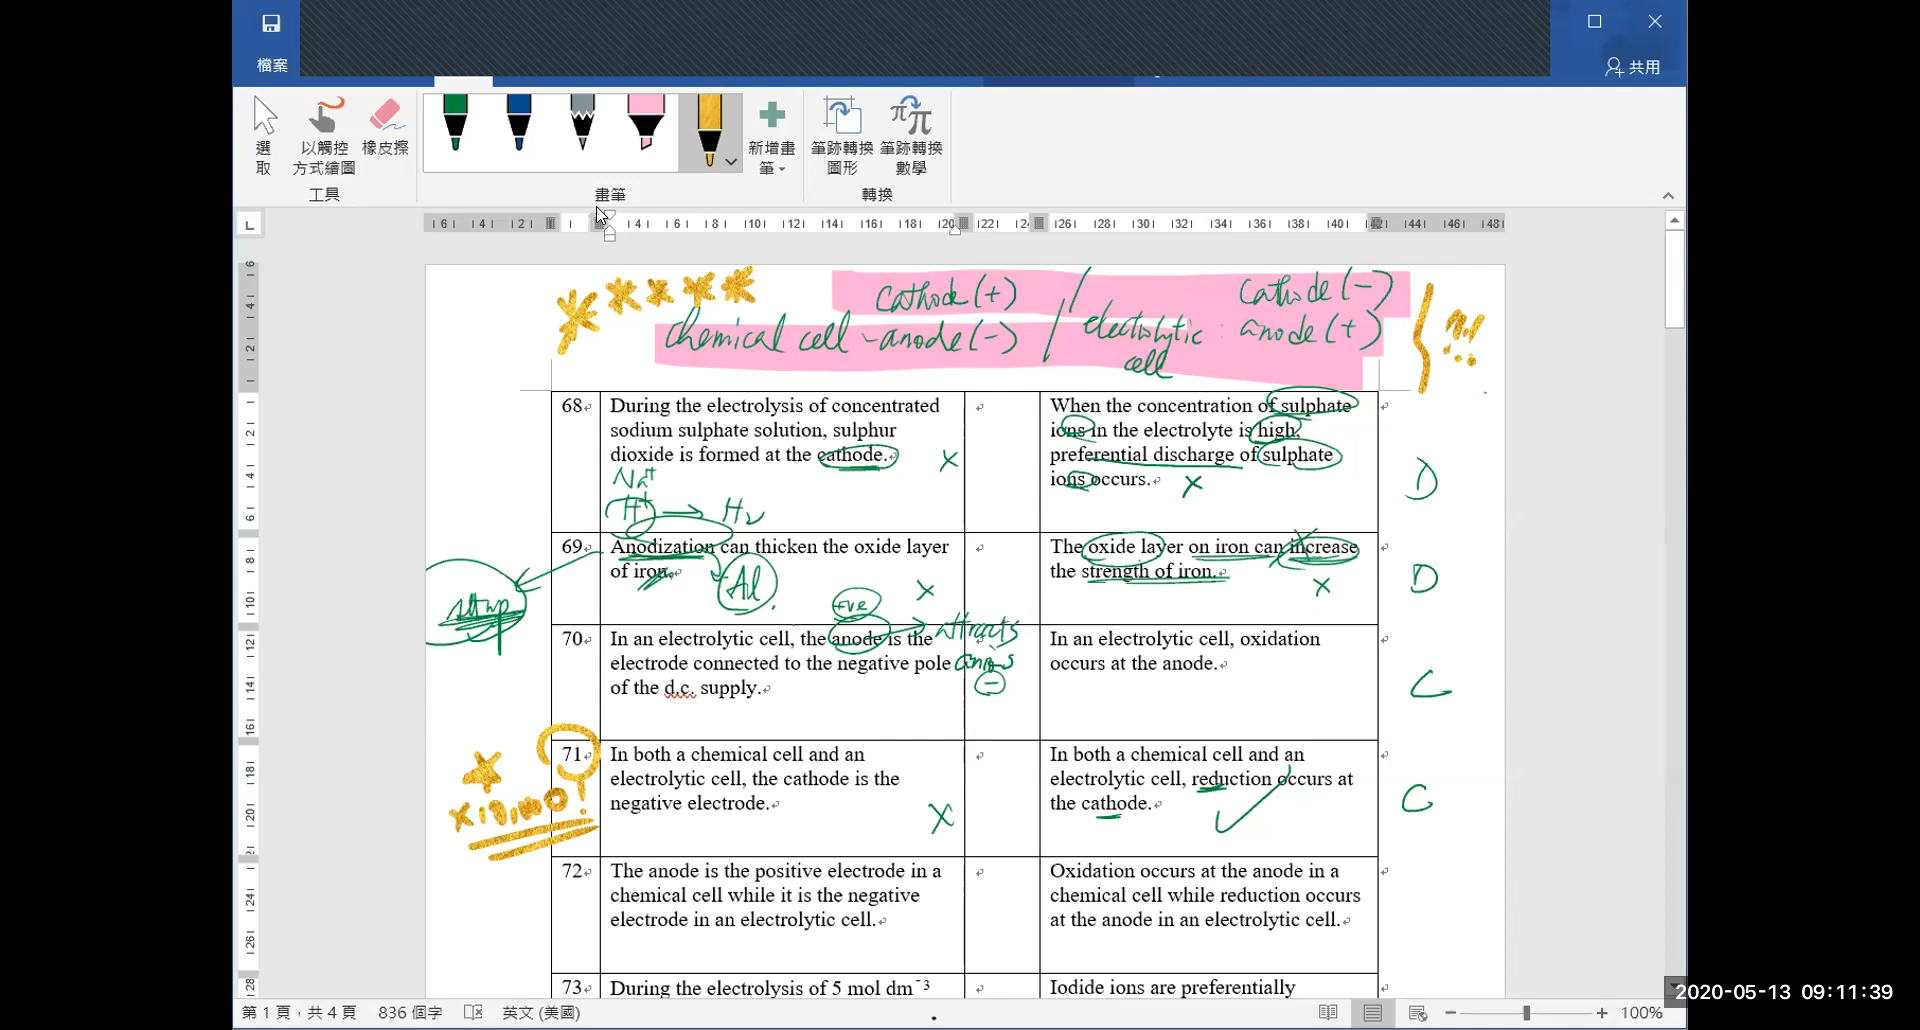 檔案
共用
選取
以觸控方式繪圖
橡皮擦
新增畫筆
筆跡轉換圖形
筆跡轉換數學
工具
畫筆
轉換
cathode (+) / cathode (-)
chemical cell - anode (-) / electrolytic cell : anode (+)
68
During the electrolysis of concentrated
sodium sulphate solution, sulphur
dioxide is formed at the cathode.
X
When the concentration of sulphate
ions in the electrolyte is high,
preferential discharge of sulphate
ions occurs.
X
D
Na+
H+ → H2
69
Anodization can thicken the oxide layer
of iron.
Al
X
The oxide layer on iron can increase
the strength of iron.
X
D
setup
+ve
attracts
anions
70
In an electrolytic cell, the anode is the
electrode connected to the negative pole
of the d.c. supply.
In an electrolytic cell, oxidation
occurs at the anode.
C
71
In both a chemical cell and an
electrolytic cell, the cathode is the
negative electrode.
X
In both a chemical cell and an
electrolytic cell, reduction occurs at
the cathode.
✓
C
72
The anode is the positive electrode in a
chemical cell while it is the negative
electrode in an electrolytic cell.
Oxidation occurs at the anode in a
chemical cell while reduction occurs
at the anode in an electrolytic cell.
73
During the electrolysis of 5 mol dm⁻³
Iodide ions are preferentially
第 1 頁，共 4 頁 836 個字 英文 (美國)
100%
2020-05-13 09:11:39